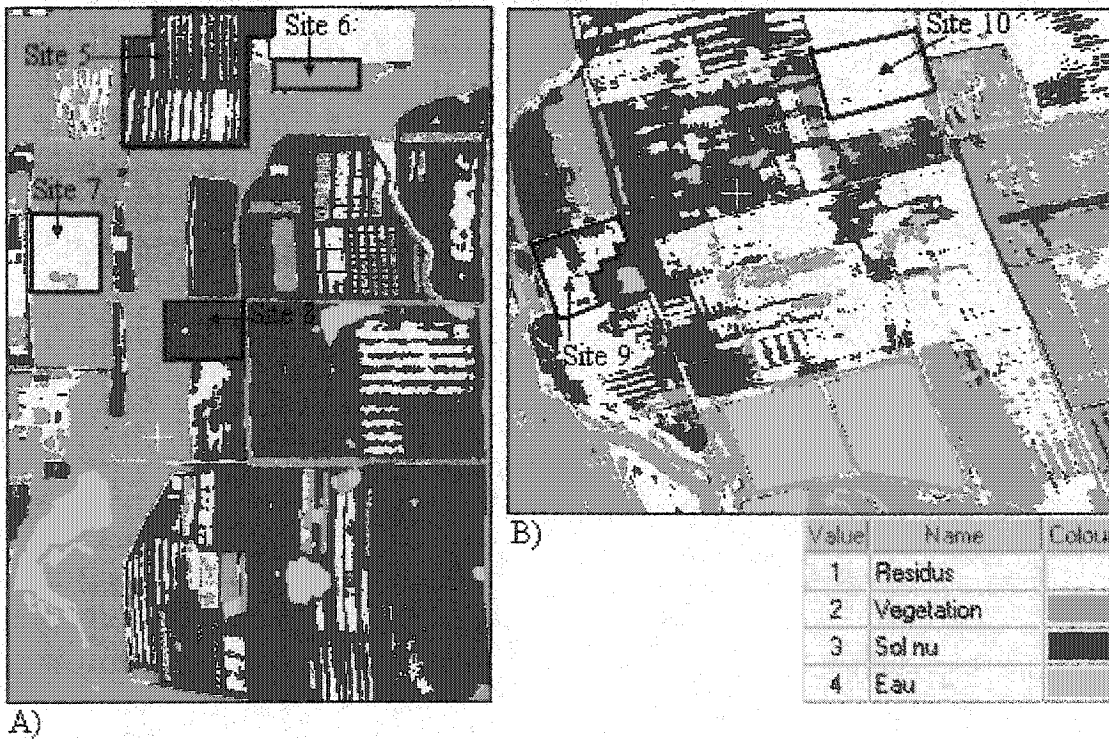 Site 5
Site 6
Site 7
Site 8
A)
Site 10
Site 9
B)
Value Name Colour
1 Residus
2 Vegetation
3 Sol nu
4 Eau